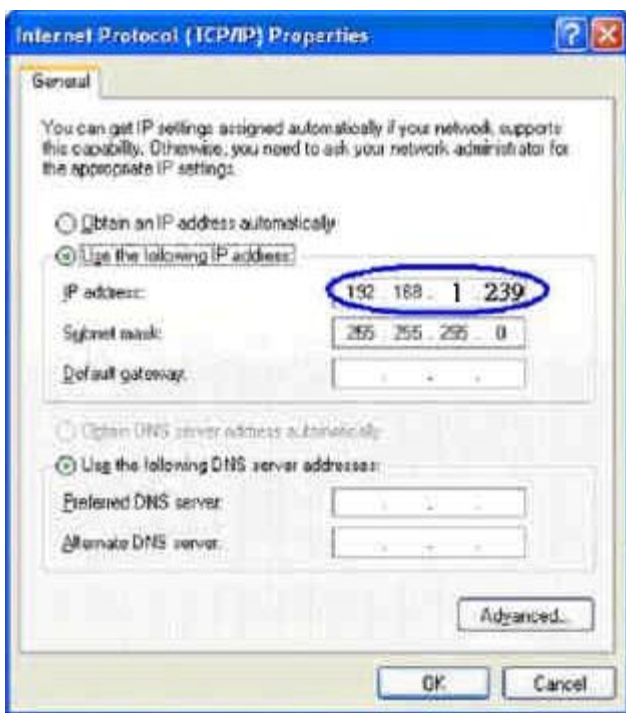 Internet Protocol (TCP/IP) Properties
General
You can get IP settings assigned automatically if your network supports
this capability. Otherwise, you need to ask your network administrator for
the appropriate IP settings.
Obtain an IP address automatically
Use the following IP address:
IP address: 192 . 168 . 1 . 239
Subnet mask: 255 . 255 . 255 . 0
Default gateway:
Obtain DNS server address automatically
Use the following DNS server addresses:
Preferred DNS server:
Alternate DNS server:
Advanced...
OK Cancel